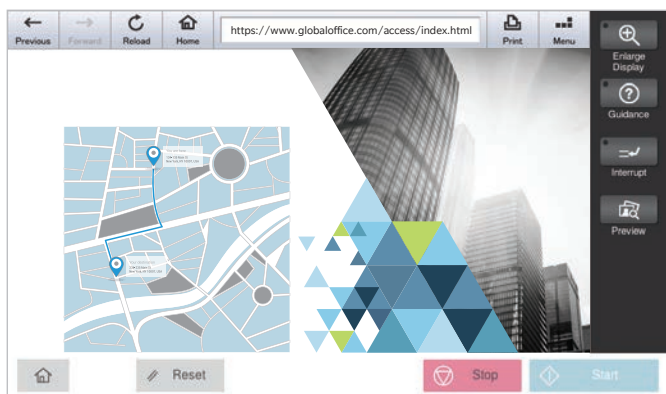 Previous
Forward
Reload
Home
https://www.globaloffice.com/access/index.html
Print
Menu
Enlarge
Display
Guidance
Interrupt
Preview
Reset
Stop
Start